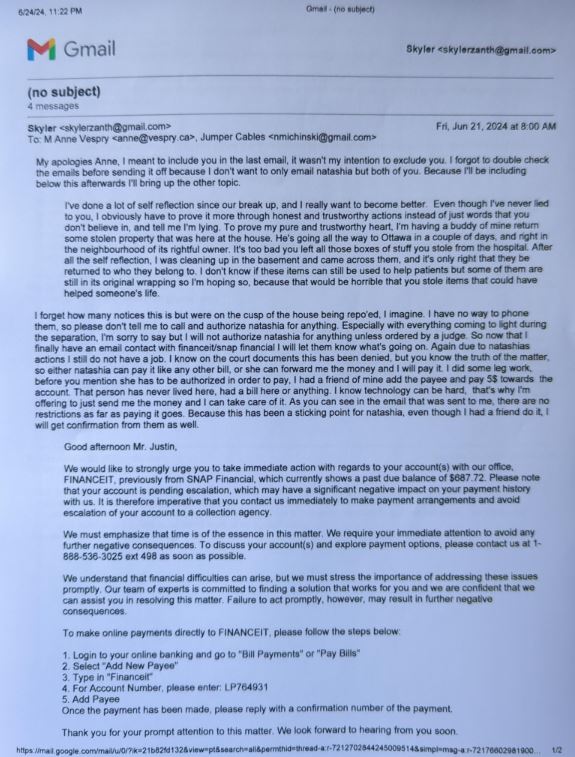 6/24/24, 11:22 PM
Gmail - (no subject)
Gmail
Skyler <skylerzanth@gmail.com>
(no subject)
4 messages
Skyler <skylerzanth@gmail.com>
Fri, Jun 21, 2024 at 8:00 AM
To: M Anne Vespry <anne@vespry.ca>, Jumper Cables <nmichinski@gmail.com>
My apologies Anne, I meant to include you in the last email, it wasn't my intention to exclude you. I forgot to double check
the emails before sending it off because I don't want to only email natashia but both of you. Because I'll be including
below this afterwards I'll bring up the other topic.
I've done a lot of self reflection since our break up, and I really want to become better. Even though I've never lied
to you, I obviously have to prove it more through honest and trustworthy actions instead of just words that you
don't believe in, and tell me I'm lying. To prove my pure and trustworthy heart, I'm having a buddy of mine return
some stolen property that was here at the house. He's going all the way to Ottawa in a couple of days, and right in
the neighbourhood of its rightful owner. It's too bad you left all those boxes of stuff you stole from the hospital. After
all the self reflection, I was cleaning up in the basement and came across them, and it's only right that they be
returned to who they belong to. I don't know if these items can still be used to help patients but some of them are
still in its original wrapping so I'm hoping so, because that would be horrible that you stole items that could have
helped someone's life.
I forget how many notices this is but were on the cusp of the house being repo'ed, I imagine. I have no way to phone
them, so please don't tell me to call and authorize natashia for anything. Especially with everything coming to light during
the separation, I'm sorry to say but I will not authorize natashia for anything unless ordered by a judge. So now that I
finally have an email contact with financeit/snap financial I will let them know what's going on. Again due to natashias
actions I still do not have a job. I know on the court documents this has been denied, but you know the truth of the matter,
so either natashia can pay it like any other bill, or she can forward me the money and I will pay it. I did some leg work,
before you mention she has to be authorized in order to pay, I had a friend of mine add the payee and pay 5$ towards the
account. That person has never lived here, had a bill here or anything. I know technology can be hard, that's why I'm
offering to just send me the money and I can take care of it. As you can see in the email that was sent to me, there are no
restrictions as far as paying it goes. Because this has been a sticking point for natashia, even though I had a friend do it, I
will get confirmation from them as well.
Good afternoon Mr. Justin,
We would like to strongly urge you to take immediate action with regards to your account(s) with our office,
FINANCEIT, previously from SNAP Financial, which currently shows a past due balance of $687.72. Please note
that your account is pending escalation, which may have a significant negative impact on your payment history
with us. It is therefore imperative that you contact us immediately to make payment arrangements and avoid
escalation of your account to a collection agency.
We must emphasize that time is of the essence in this matter. We require your immediate attention to avoid any
further negative consequences. To discuss your account(s) and explore payment options, please contact us at 1-
888-536-3025 ext 498 as soon as possible.
We understand that financial difficulties can arise, but we must stress the importance of addressing these issues
promptly. Our team of experts is committed to finding a solution that works for you and we are confident that we
can assist you in resolving this matter. Failure to act promptly, however, may result in further negative
consequences.
To make online payments directly to FINANCEIT, please follow the steps below:
1. Login to your online banking and go to "Bill Payments" or "Pay Bills"
2. Select "Add New Payee"
3. Type in "Financeit"
4. For Account Number, please enter: LP764931
5. Add Payee
Once the payment has been made, please reply with a confirmation number of the payment.
Thank you for your prompt attention to this matter. We look forward to hearing from you soon.
https://mail.google.com/mail/u/0/?ik=21b82fd132&view=pt&search=all&permthid=thread-a:r-7212702844245009514&simpl=msg-a:r-72176602981900...
1/2